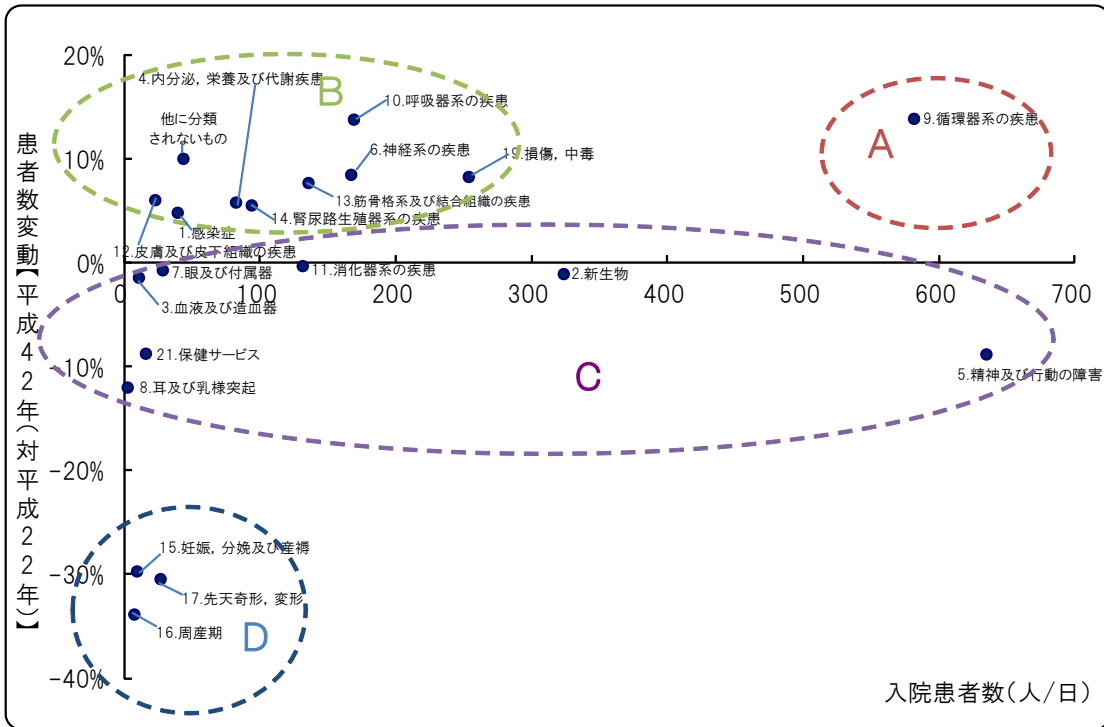 20%
10%
0%
-10%
-20%
-30%
-40%
0
100
200
300
400
500
600
700
患者数変動【平成42年（対平成22年）】
入院患者数（人/日）
A
B
C
D
4.内分泌，栄養及び代謝疾患
他に分類
されないもの
10.呼吸器系の疾患
6.神経系の疾患
19.損傷，中毒
13.筋骨格系及び結合組織の疾患
14.腎尿路生殖器系の疾患
1.感染症
12.皮膚及び皮下組織の疾患
9.循環器系の疾患
7.眼及び付属器
11.消化器系の疾患
2.新生物
3.血液及び造血器
21.保健サービス
8.耳及び乳様突起
5.精神及び行動の障害
15.妊娠，分娩及び産褥
17.先天奇形，変形
16.周産期